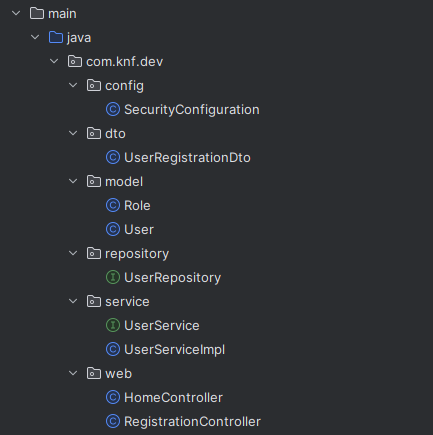 main
java
com.knf.dev
config
SecurityConfiguration
dto
UserRegistrationDto
model
Role
User
repository
UserRepository
service
UserService
UserServiceImpl
web
HomeController
RegistrationController